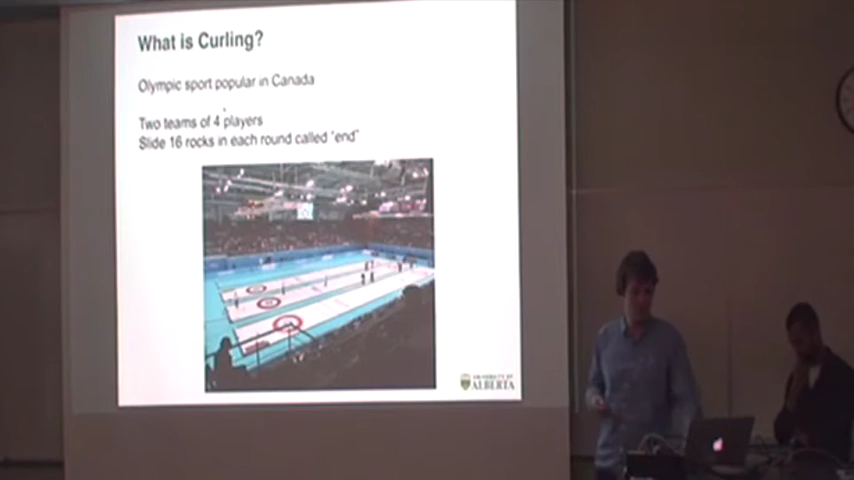 What is Curling?
Olympic sport popular in Canada
Two teams of 4 players
Slide 16 rocks in each round called "end"
UNIVERSITY OF
ALBERTA